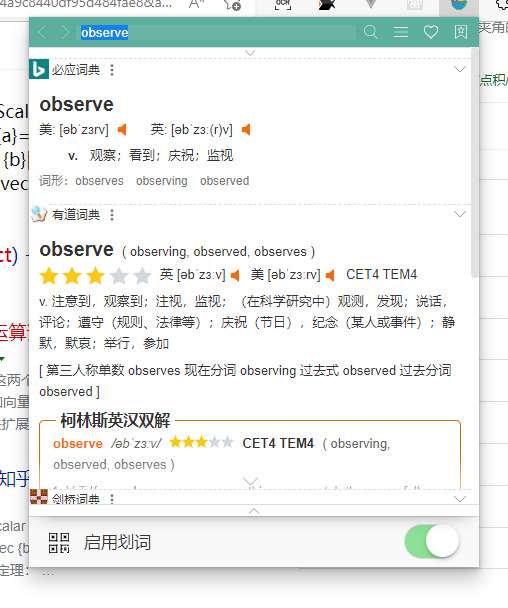 4a9c8440df95d484fae8&a...
observe
夹角的
必应词典
observe
美: [əbˈzɜrv] 英: [əbˈzɜː(r)v]
v. 观察；看到；庆祝；监视
词形: observes observing observed
有道词典
observe ( observing, observed, observes )
英 [əbˈzɜːv] 美 [əbˈzɜːrv] CET4 TEM4
v. 注意到，观察到；注视，监视；（在科学研究中）观测，发现；说话，
评论；遵守（规则、法律等）；庆祝（节日），纪念（某人或事件）；静
默，默哀；举行，参加
[ 第三人称单数 observes 现在分词 observing 过去式 observed 过去分词
observed ]
柯林斯英汉双解
observe /əbˈzɜːv/ CET4 TEM4 ( observing,
observed, observes )
剑桥词典
启用划词
Scal
{a}=
{b}|
vec
ct)
运算
这两个
和向量
扩展
知乎
calar
ec {b
定理： ...
点积/